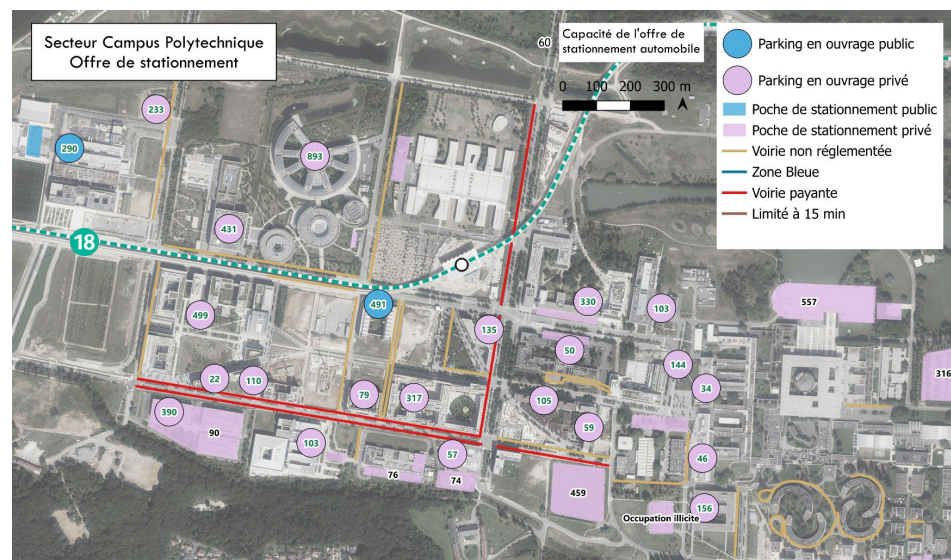 Secteur Campus Polytechnique
Offre de stationnement
60
Capacité de l'offre de
stationnement automobile
0 100 200 300 m
Parking en ouvrage public
Parking en ouvrage privé
Poche de stationnement public
Poche de stationnement privé
Voirie non réglementée
Zone Bleue
Voirie payante
Limité à 15 min
233
290
893
431
18
491
499
330
103
557
135
50
144
316
34
22
110
79
317
105
390
59
90
103
57
46
76
74
459
Occupation illicite
156